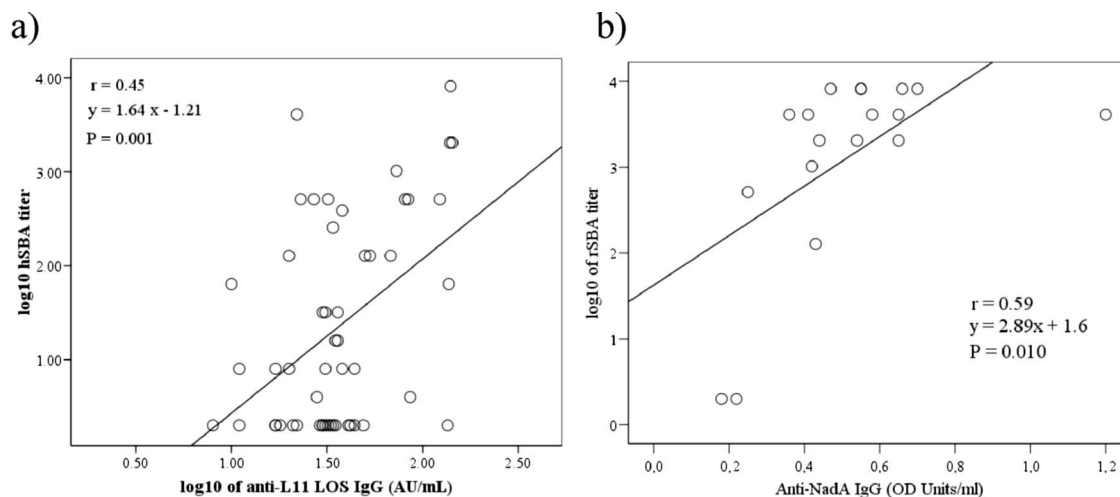 a)
r = 0.45
y = 1.64 x - 1.21
P = 0.001
4.00
3.00
2.00
1.00
log10 hSBA titer
0.50 1.00 1.50 2.00 2.50
log10 of anti-L11 LOS IgG (AU/mL)
b)
4
3
2
1
0
log10 of rSBA titer
r = 0.59
y = 2.89x + 1.6
P = 0.010
0,0 0,2 0,4 0,6 0,8 1,0 1,2
Anti-NadA IgG (OD Units/ml)